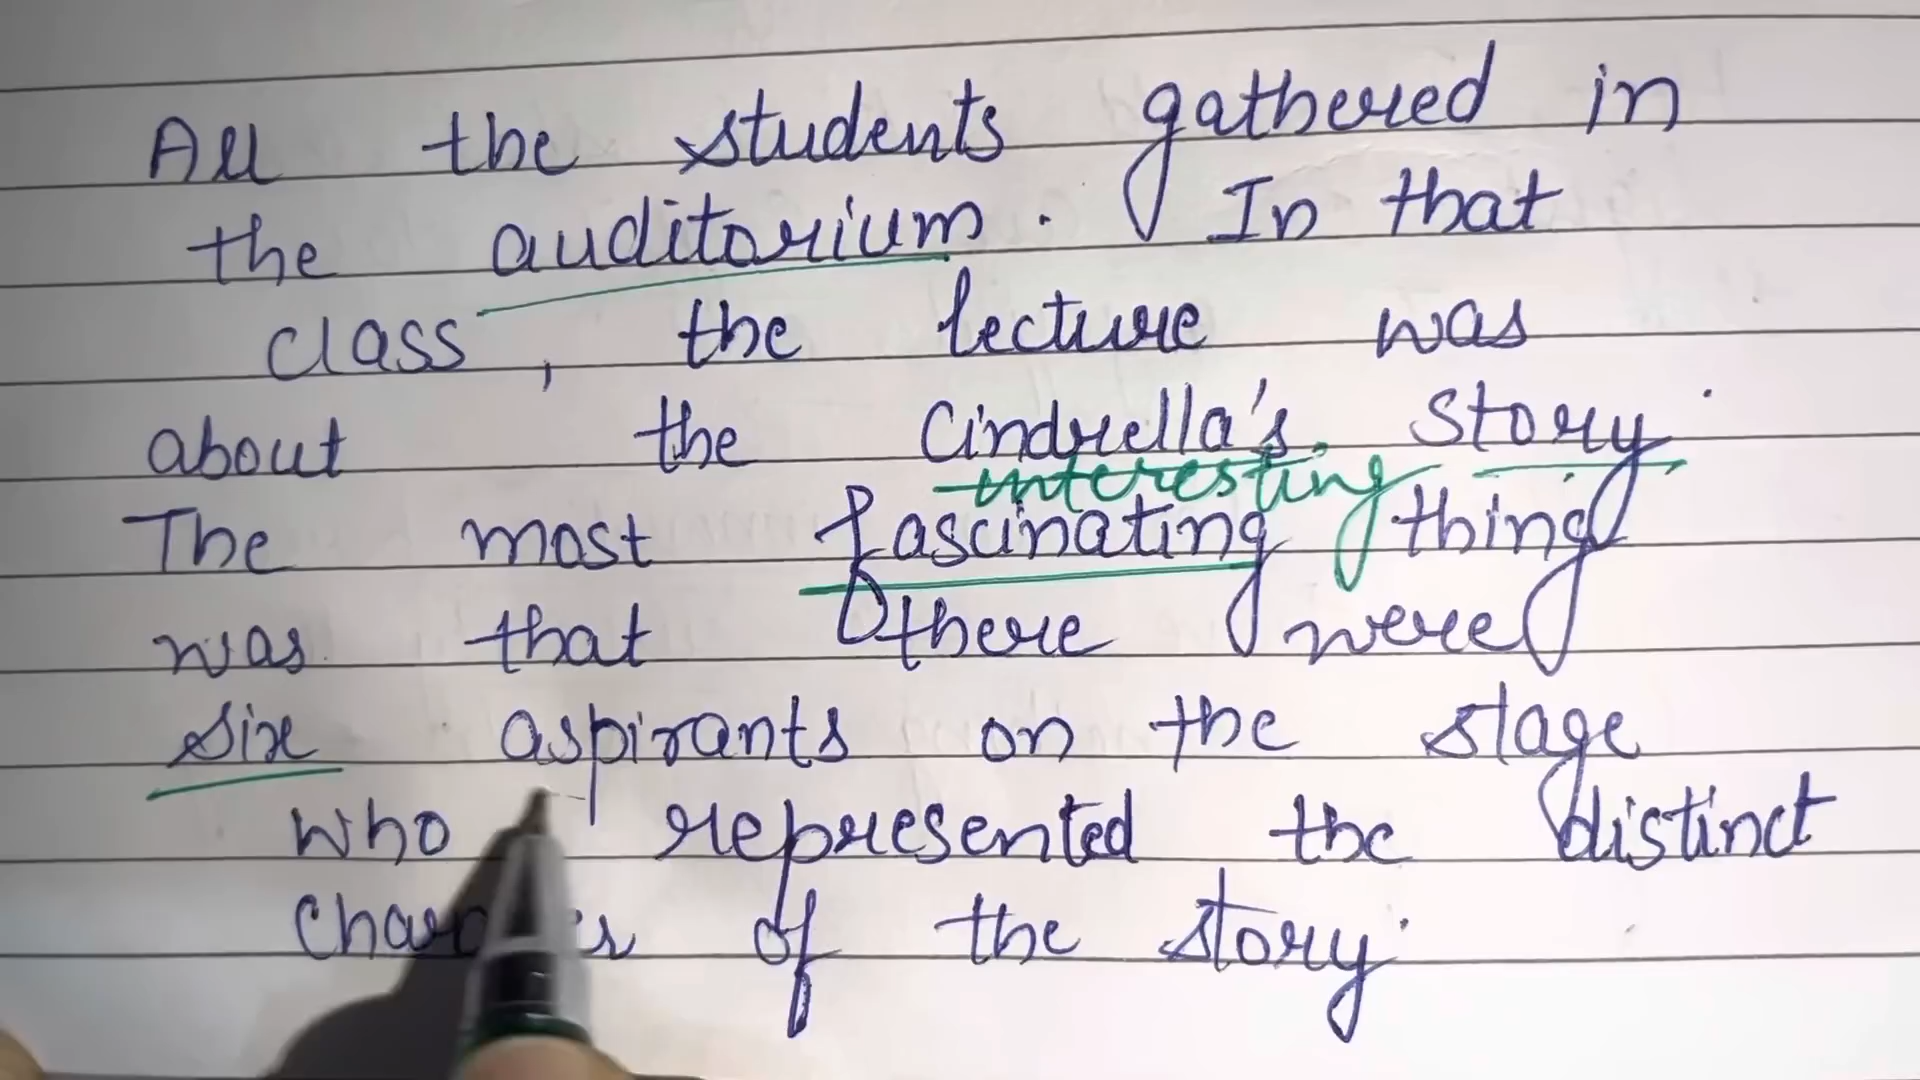 All the students gathered in
the auditorium. In that
class, the lecture was
about the Cindrella's story.
interesting
The most fascinating thing
was that there were
six aspirants on the stage
who represented the distinct
of the story.